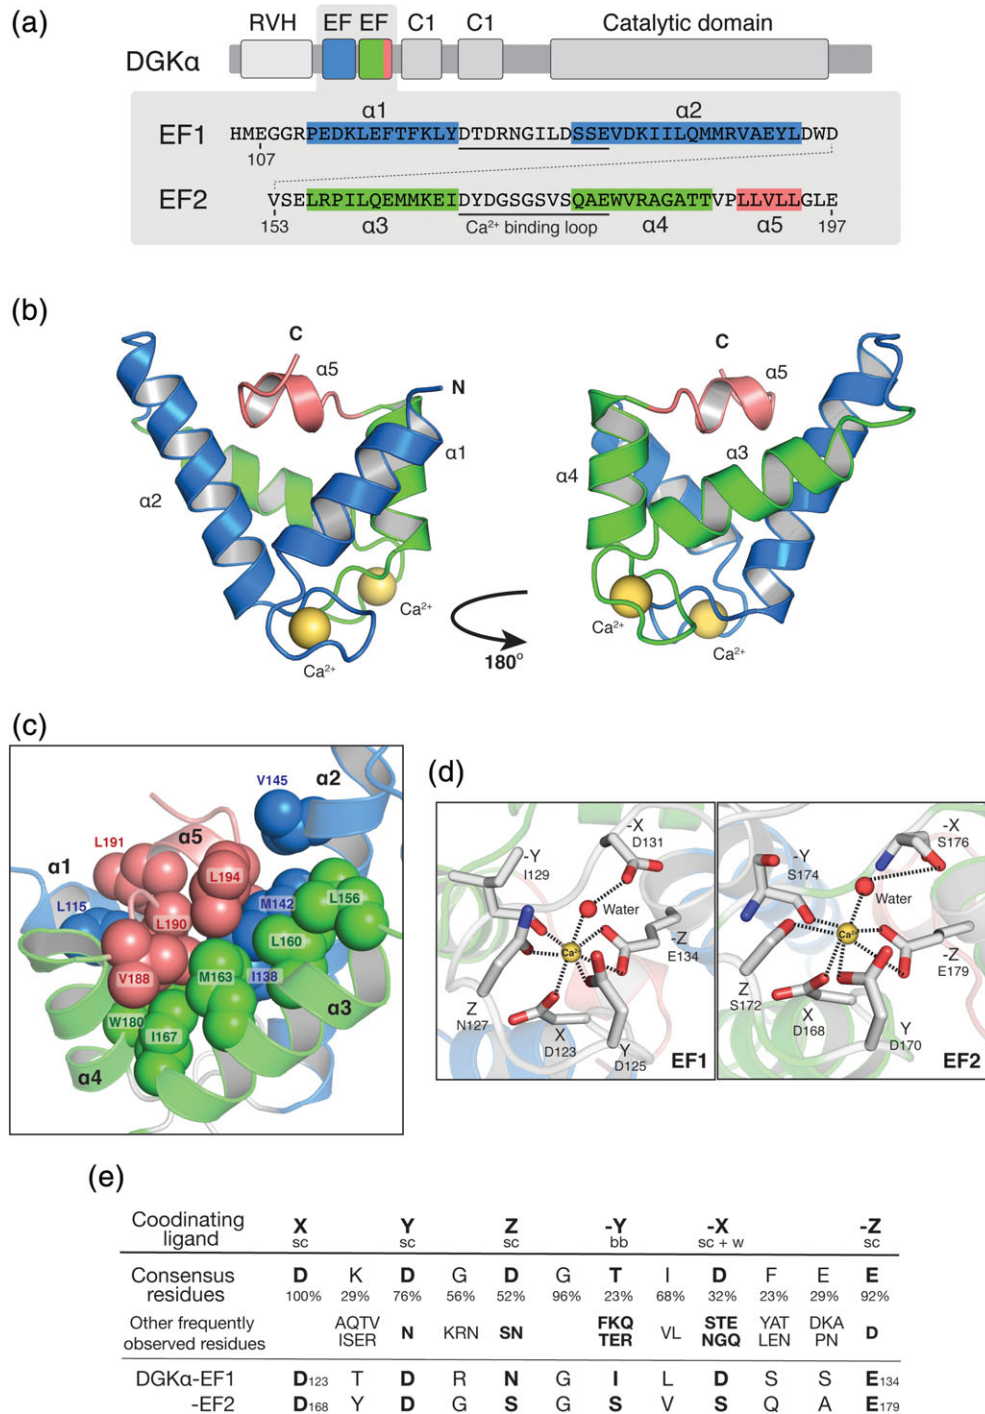 (a)
RVH EF EF C1 C1 Catalytic domain
DGKα
α1 α2
EF1 HMEGGRPEDKLEFTFKLYDTDRNGILDSSEVDKIILQMMRVAEYLDWD
107
EF2 VSELRPILQEMMKEIDYDGSGSVSQAEWVRAGATTVPLLVLLGLE
153 α3 Ca²⁺ binding loop α4 α5 197
(b)
C α5 N α1 α2 Ca²⁺ Ca²⁺
180°
C α5 α3 α4 Ca²⁺ Ca²⁺
(c)
V145 α2
L191 α5
α1 L194 L156
L115 M142
L190 L160
V188 M163 I138 α3
W180 I167
α4
(d)
-X
D131
-Y
I129
Water
Ca²⁺
-Z
E134
Z
N127
X
D123
Y
D125
EF1
-X
S176
-Y
S174
Water
Ca²⁺
-Z
E179
Z
S172
X
D168
Y
D170
EF2
(e)
Coodinating ligand X Y Z -Y -X -Z
sc sc sc bb sc + w sc
Consensus residues D K D G D G T I D F E E
100% 29% 76% 56% 52% 96% 23% 68% 32% 23% 29% 92%
Other frequently observed residues AQTV ISER N KRN SN FKQ TER VL STE NGQ YAT LEN DKA PN D
DGKα-EF1 D123 T D R N G I L D S S E134
-EF2 D168 Y D G S G S V S Q A E179